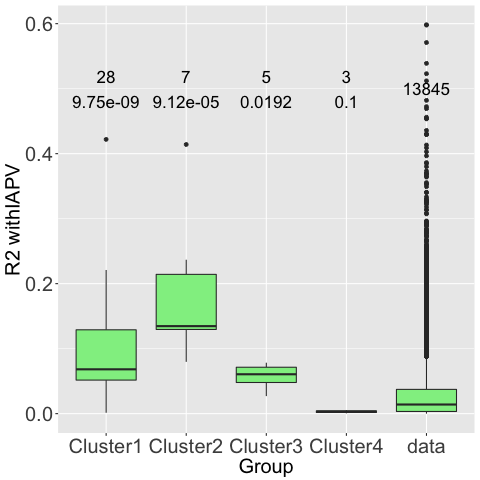 0.6
28 7 5 3 13845
9.75e-09 9.12e-05 0.0192 0.1
0.4
R2 withIAPV
0.2
0.0
Cluster1 Cluster2 Cluster3 Cluster4 data
Group